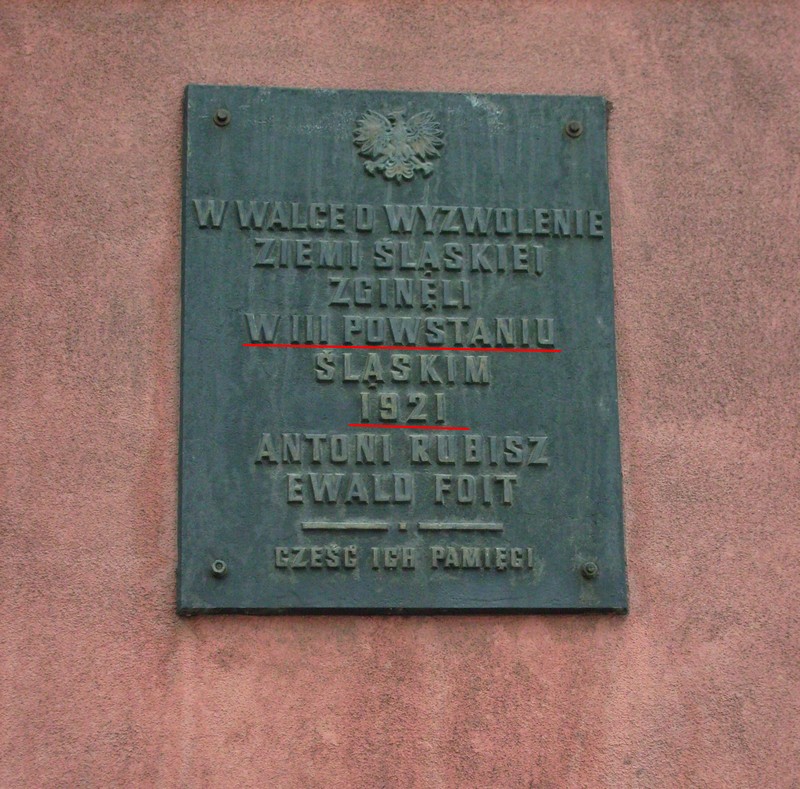 W WALCE O WYZWOLENIE
ZIEMI ŚLĄSKIEJ
ZGINĘLI
W III POWSTANIU
ŚLĄSKIM
1921
ANTONI RUBISZ
EWALD FOIT
CZEŚĆ ICH PAMIĘCI